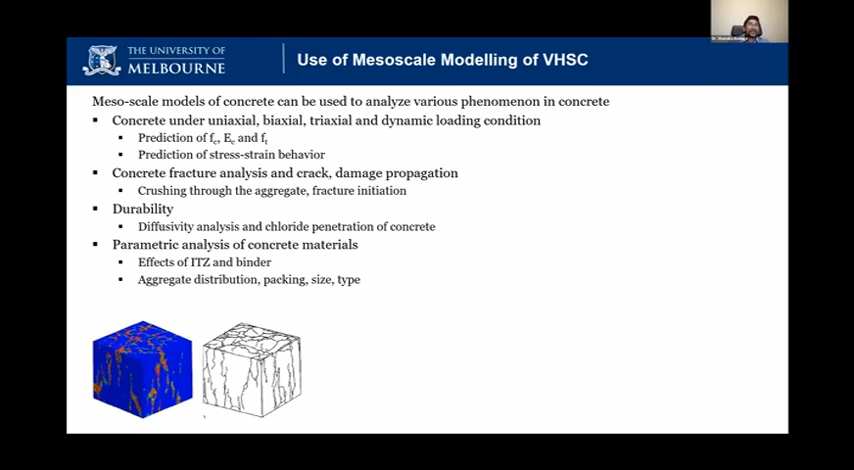 THE UNIVERSITY OF
MELBOURNE
Use of Mesoscale Modelling of VHSC
Meso-scale models of concrete can be used to analyze various phenomenon in concrete
▪ Concrete under uniaxial, biaxial, triaxial and dynamic loading condition
▪ Prediction of fc, Ec and ft
▪ Prediction of stress-strain behavior
▪ Concrete fracture analysis and crack, damage propagation
▪ Crushing through the aggregate, fracture initiation
▪ Durability
▪ Diffusivity analysis and chloride penetration of concrete
▪ Parametric analysis of concrete materials
▪ Effects of ITZ and binder
▪ Aggregate distribution, packing, size, type